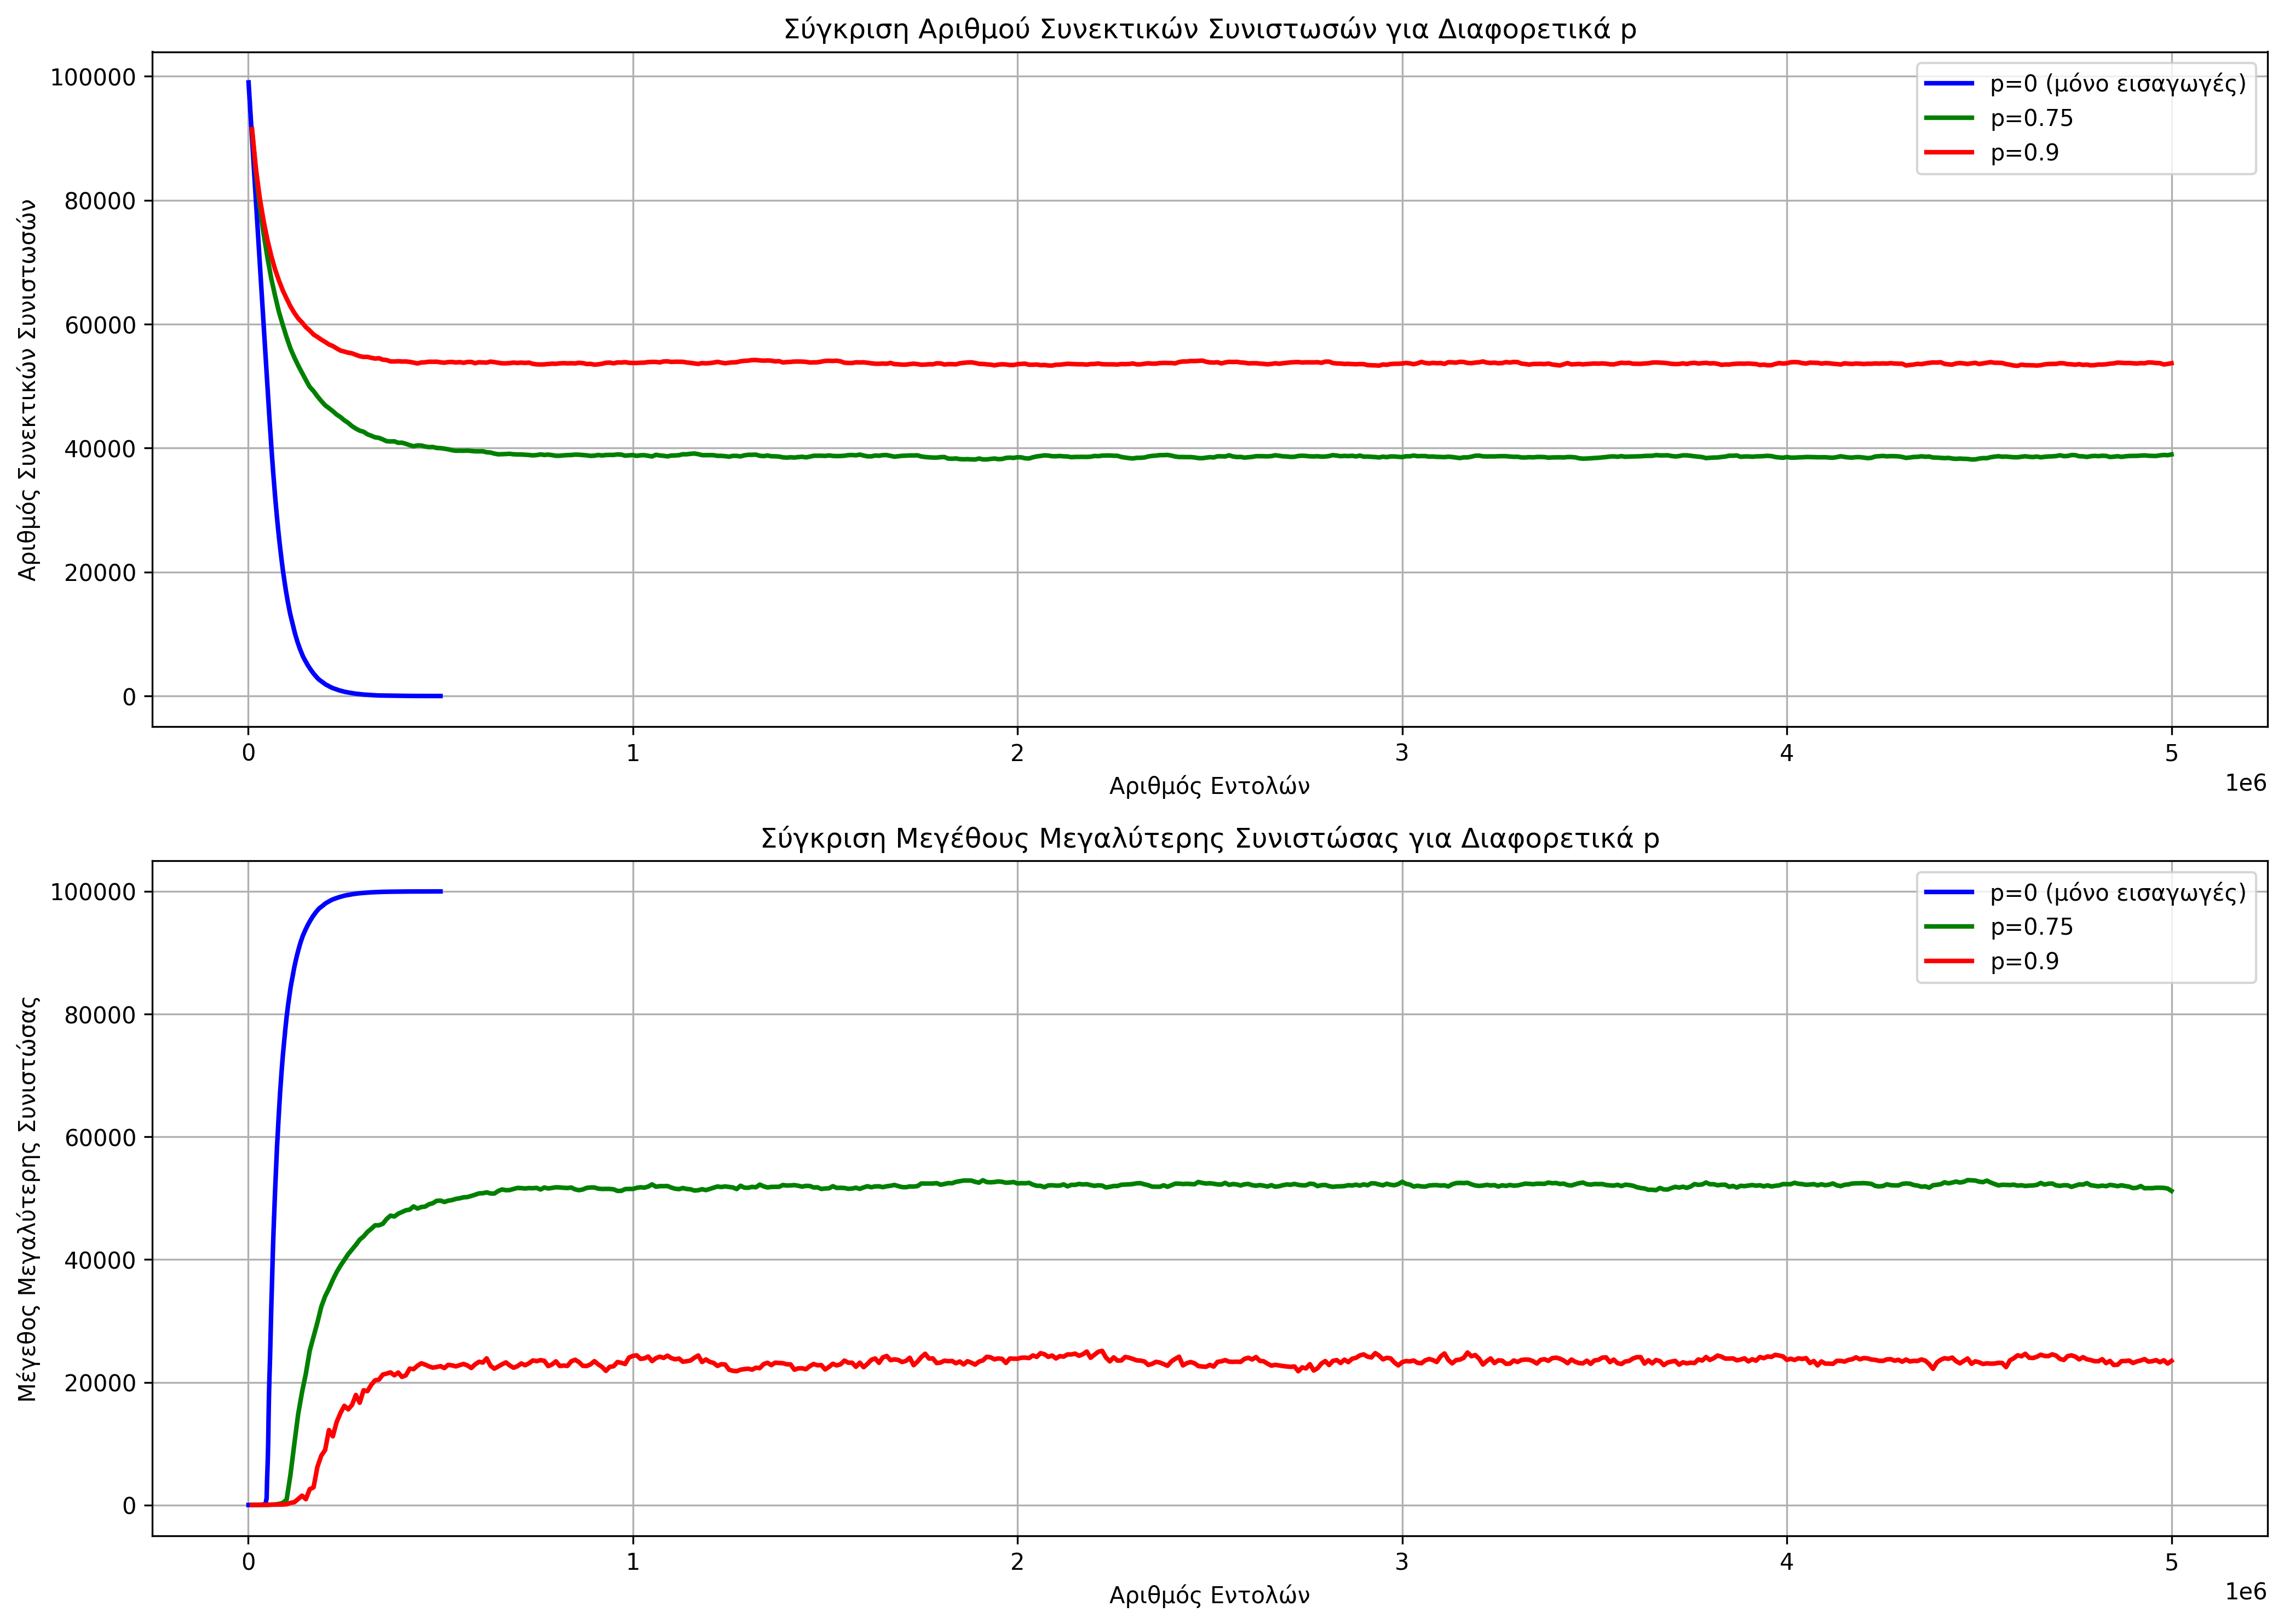 Σύγκριση Αριθμού Συνεκτικών Συνιστωσών για Διαφορετικά p
Αριθμός Συνεκτικών Συνιστωσών
100000
80000
60000
40000
20000
0
p=0 (μόνο εισαγωγές)
p=0.75
p=0.9
0 1 2 3 4 5
1e6
Αριθμός Εντολών
Σύγκριση Μεγέθους Μεγαλύτερης Συνιστώσας για Διαφορετικά p
Μέγεθος Μεγαλύτερης Συνιστώσας
100000
80000
60000
40000
20000
0
p=0 (μόνο εισαγωγές)
p=0.75
p=0.9
0 1 2 3 4 5
1e6
Αριθμός Εντολών